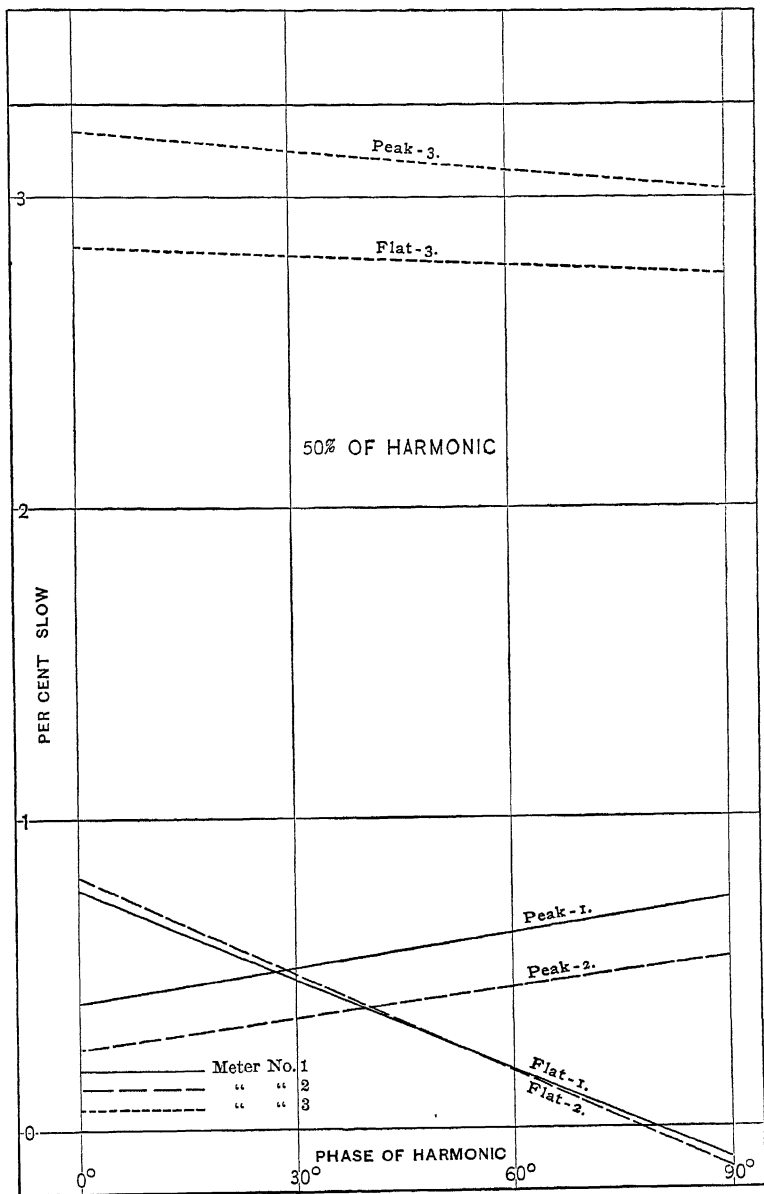 Peak-3.
3
Flat-3.
50% OF HARMONIC
2
PER CENT SLOW
1
Peak-1.
Peak-2.
Meter No. 1
“ “ 2
“ “ 3
Flat-1.
Flat-2.
0
PHASE OF HARMONIC
0° 30° 60° 90°